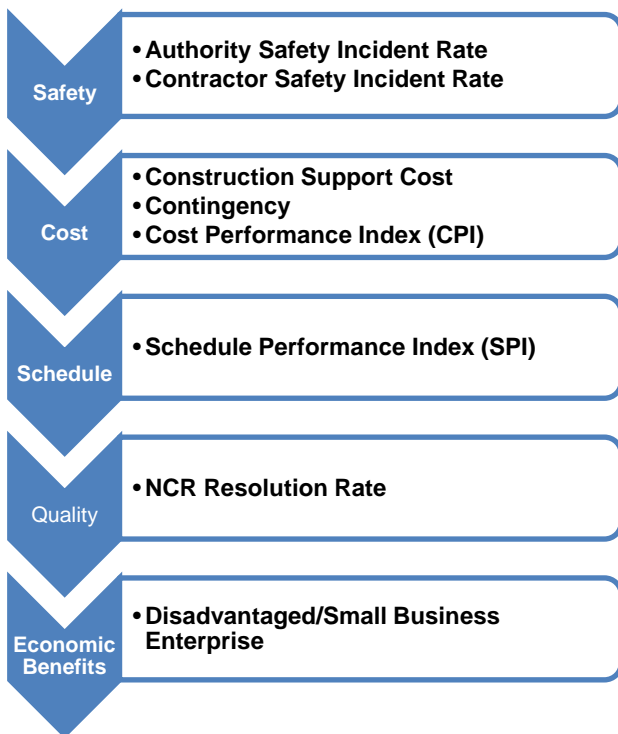 Safety
• Authority Safety Incident Rate
• Contractor Safety Incident Rate
Cost
• Construction Support Cost
• Contingency
• Cost Performance Index (CPI)
Schedule
• Schedule Performance Index (SPI)
Quality
• NCR Resolution Rate
Economic
Benefits
• Disadvantaged/Small Business
Enterprise